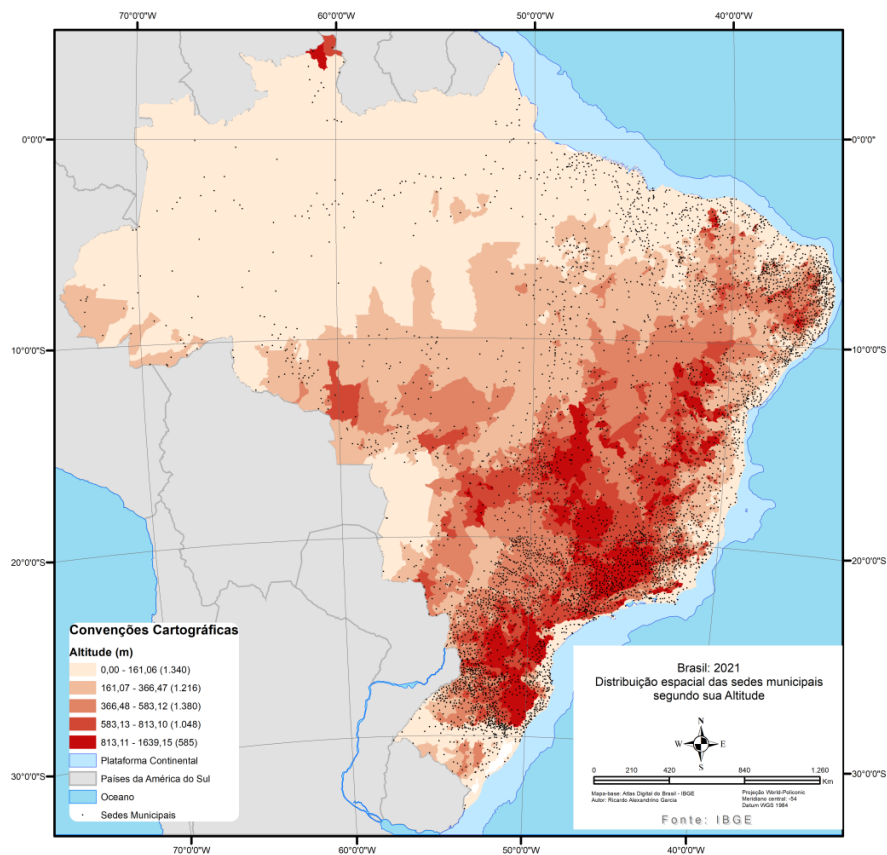 70°0'0"W 60°0'0"W 50°0'0"W 40°0'0"W
0°0'0" 0°0'0"
10°0'0"S 10°0'0"S
20°0'0"S 20°0'0"S
Convenções Cartográficas
Altitude (m)
0,00 - 161,06 (1.340)
161,07 - 366,47 (1.216)
366,48 - 583,12 (1.380)
583,13 - 813,10 (1.048)
813,11 - 1639,15 (585)
Plataforma Continental
Países da América do Sul
Oceano
Sedes Municipais
Brasil: 2021
Distribuição espacial das sedes municipais
segundo sua Altitude
N
W E
S
0 210 420 840 1.260
Km
Mapa-base: Atlas Digital do Brasil - IBGE
Autor: Ricardo Alexandrino Garcia
Projeção World-Policonic
Meridiano central: -54
Datum WGS 1984
Fonte: IBGE
30°0'0"S 30°0'0"S
70°0'0"W 60°0'0"W 50°0'0"W 40°0'0"W